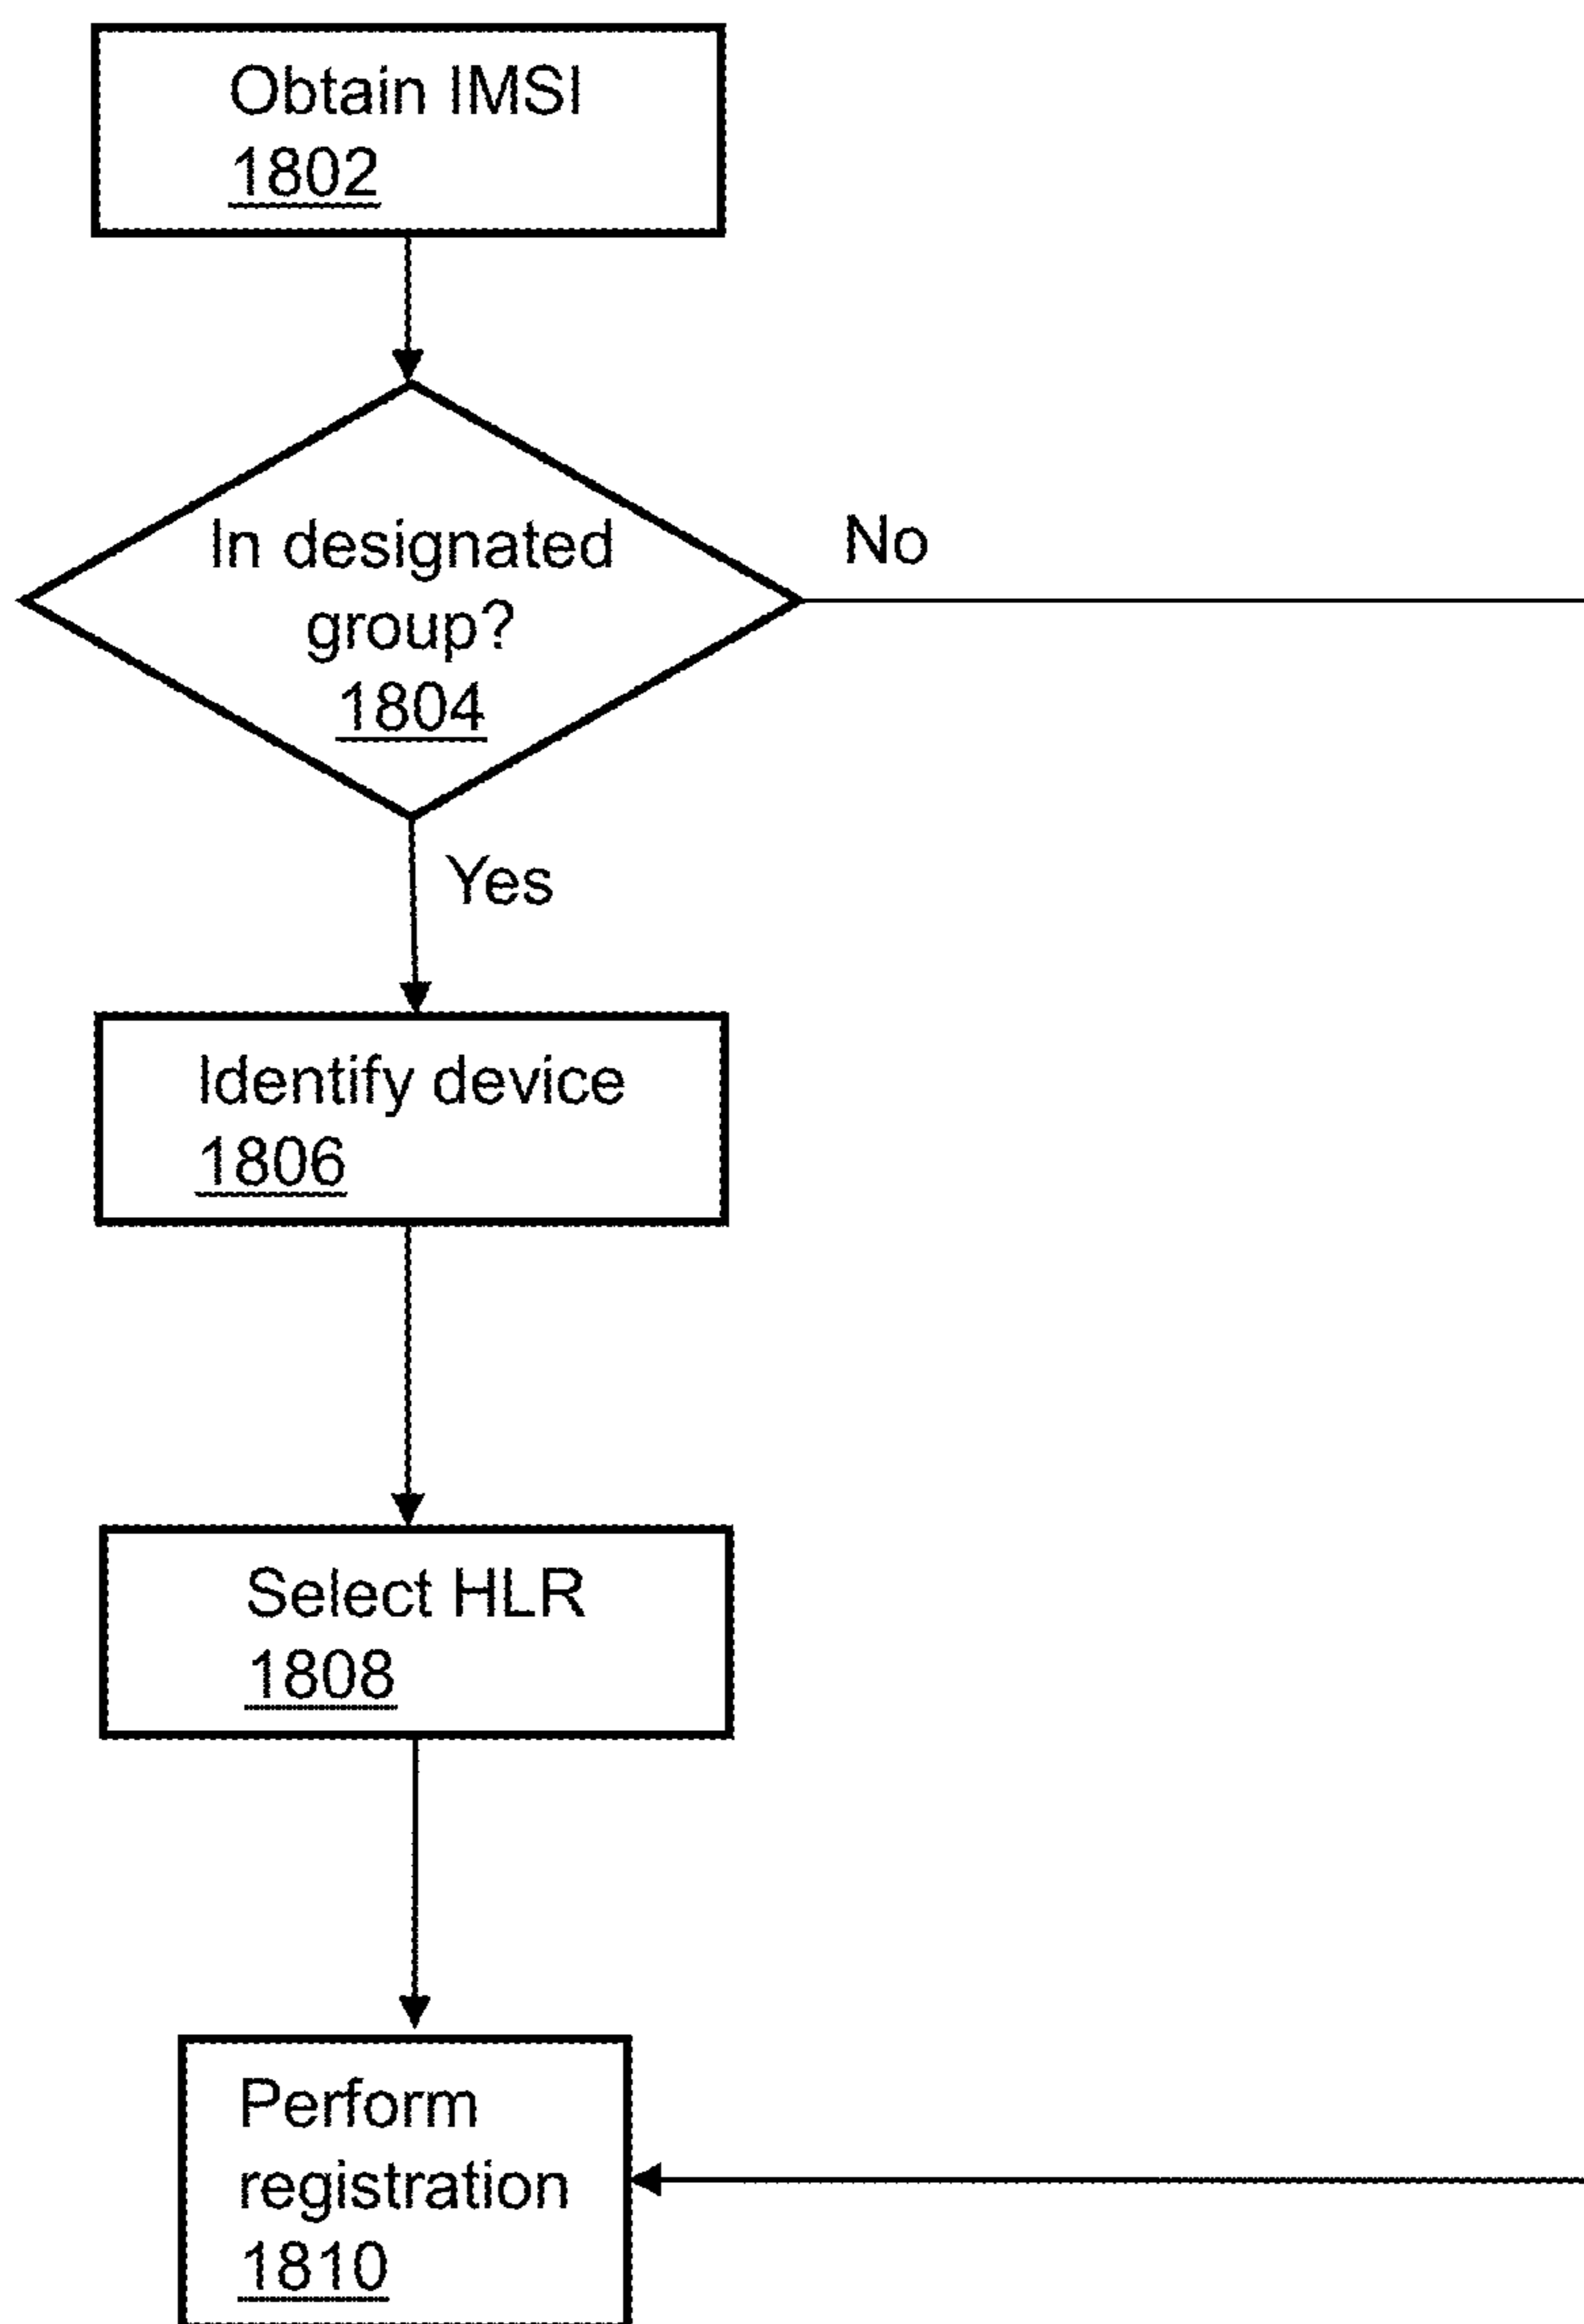 Obtain IMSI
1802
In designated
group?
1804
No
Yes
Identify device
1806
Select HLR
1808
Perform
registration
1810